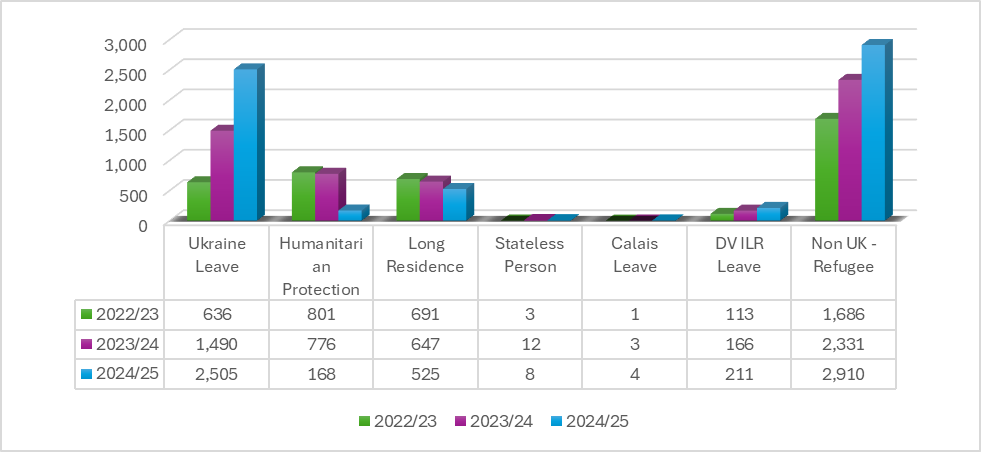 3,000
2,500
2,000
1,500
1,000
500
0
Ukraine Leave
Humanitari an Protection
Long Residence
Stateless Person
Calais Leave
DV ILR Leave
Non UK - Refugee
2022/23 636 801 691 3 1 113 1,686
2023/24 1,490 776 647 12 3 166 2,331
2024/25 2,505 168 525 8 4 211 2,910
2022/23 2023/24 2024/25